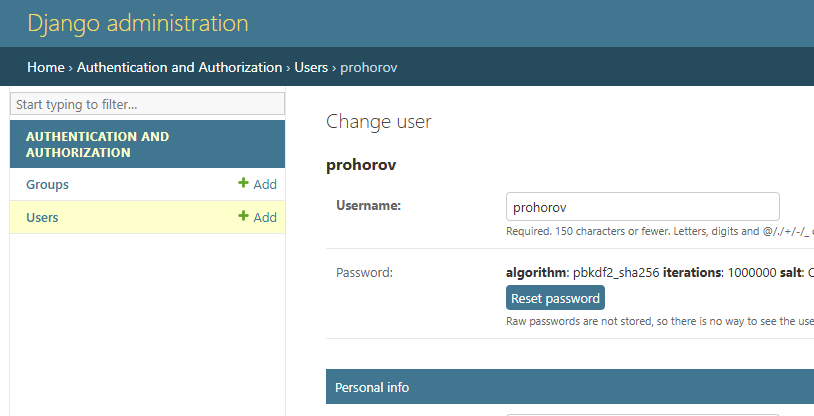 Django administration
Home › Authentication and Authorization › Users › prohorov
Start typing to filter...
AUTHENTICATION AND
AUTHORIZATION
Groups + Add
Users + Add
Change user
prohorov
Username: prohorov
Required. 150 characters or fewer. Letters, digits and @/./+/-/_
Password: algorithm: pbkdf2_sha256 iterations: 1000000 salt:
Reset password
Raw passwords are not stored, so there is no way to see the use
Personal info